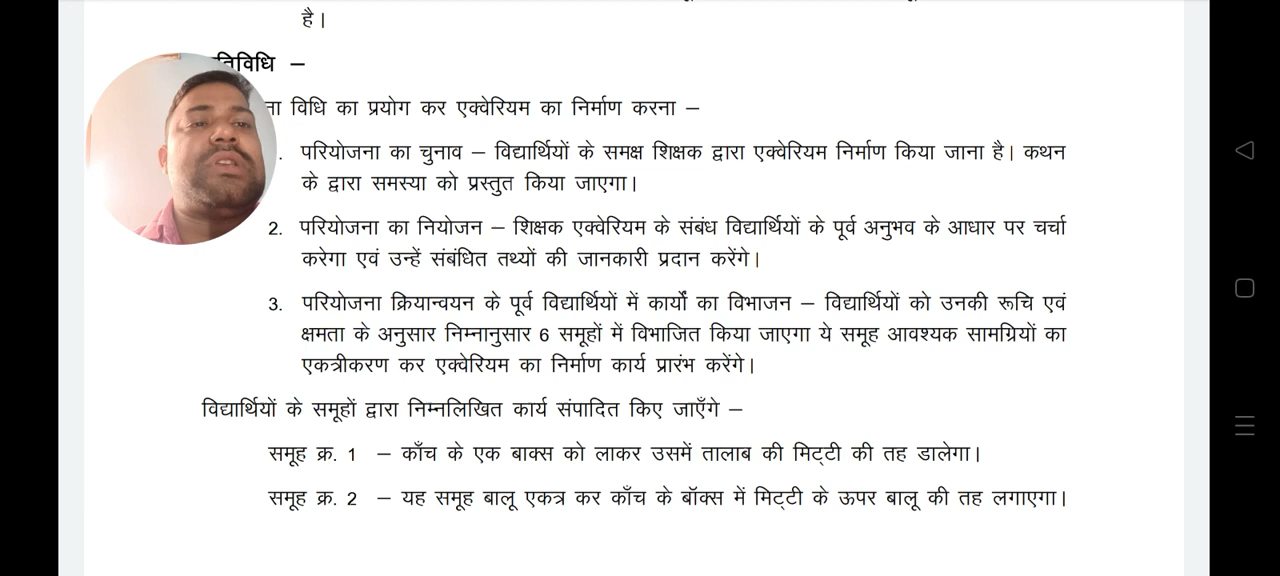 है।
विधि –
विधि का प्रयोग कर एक्वेरियम का निर्माण करना –
परियोजना का चुनाव – विद्यार्थियों के समक्ष शिक्षक द्वारा एक्वेरियम निर्माण किया जाना है। कथन
के द्वारा समस्या को प्रस्तुत किया जाएगा।
2. परियोजना का नियोजन – शिक्षक एक्वेरियम के संबंध विद्यार्थियों के पूर्व अनुभव के आधार पर चर्चा
करेगा एवं उन्हें संबंधित तथ्यों की जानकारी प्रदान करेंगे।
3. परियोजना क्रियान्वयन के पूर्व विद्यार्थियों में कार्यों का विभाजन – विद्यार्थियों को उनकी रूचि एवं
क्षमता के अनुसार निम्नानुसार 6 समूहों में विभाजित किया जाएगा ये समूह आवश्यक सामग्रियों का
एकत्रीकरण कर एक्वेरियम का निर्माण कार्य प्रारंभ करेंगे।
विद्यार्थियों के समूहों द्वारा निम्नलिखित कार्य संपादित किए जाएँगे –
समूह क्र. 1 – काँच के एक बाक्स को लाकर उसमें तालाब की मिट्टी की तह डालेगा।
समूह क्र. 2 – यह समूह बालू एकत्र कर काँच के बॉक्स में मिट्टी के ऊपर बालू की तह लगाएगा।